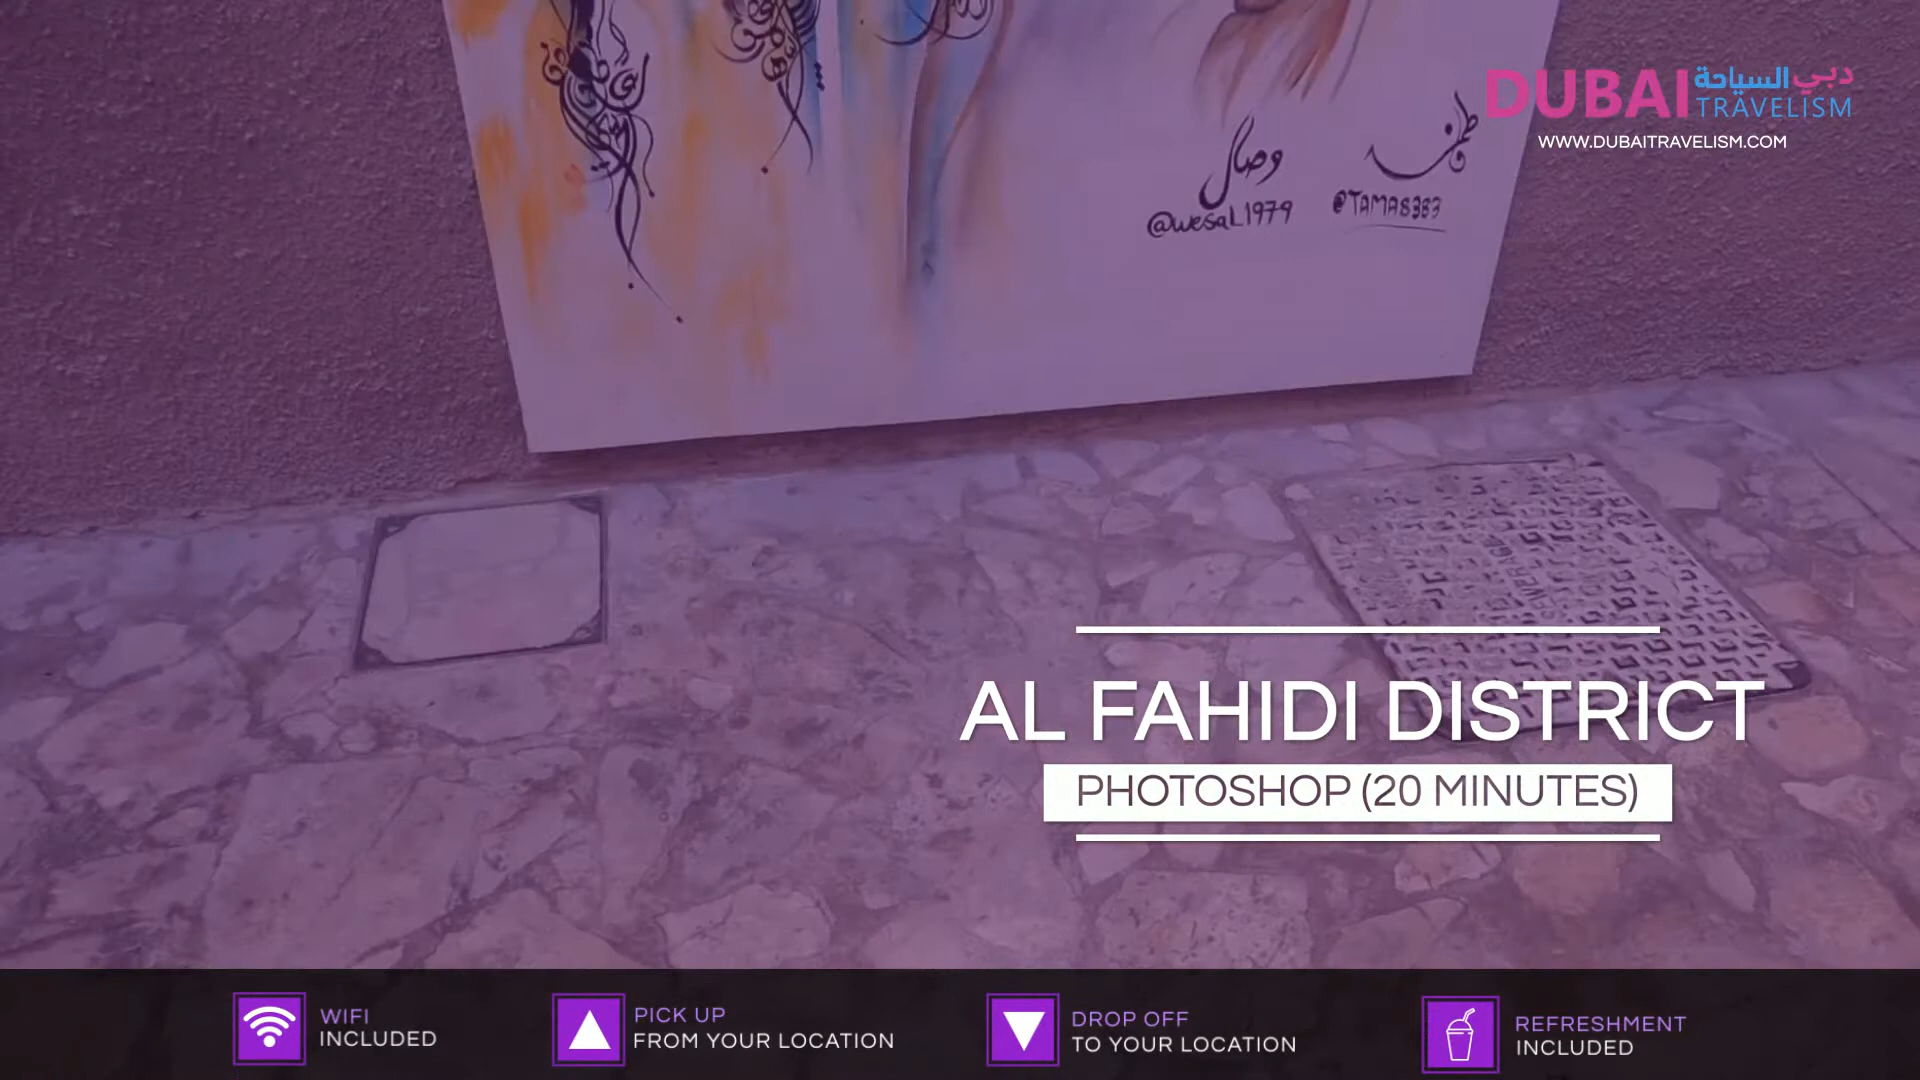 DUBAI دبي السياحة
TRAVELISM
WWW.DUBAITRAVELISM.COM
وصال
@wesal1979
@TAMA8383
AL FAHIDI DISTRICT
PHOTOSHOP (20 MINUTES)
WIFI
INCLUDED
PICK UP
FROM YOUR LOCATION
DROP OFF
TO YOUR LOCATION
REFRESHMENT
INCLUDED